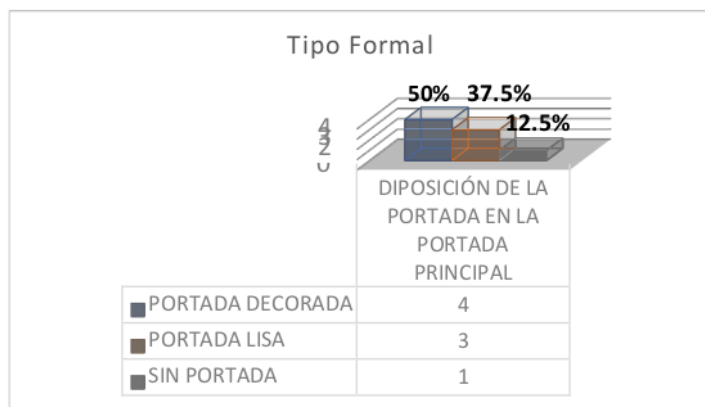 Tipo Formal
50% 37.5%
12.5%
4
3
2
0
DIPOSICIÓN DE LA
PORTADA EN LA
PORTADA
PRINCIPAL
PORTADA DECORADA 4
PORTADA LISA 3
SIN PORTADA 1